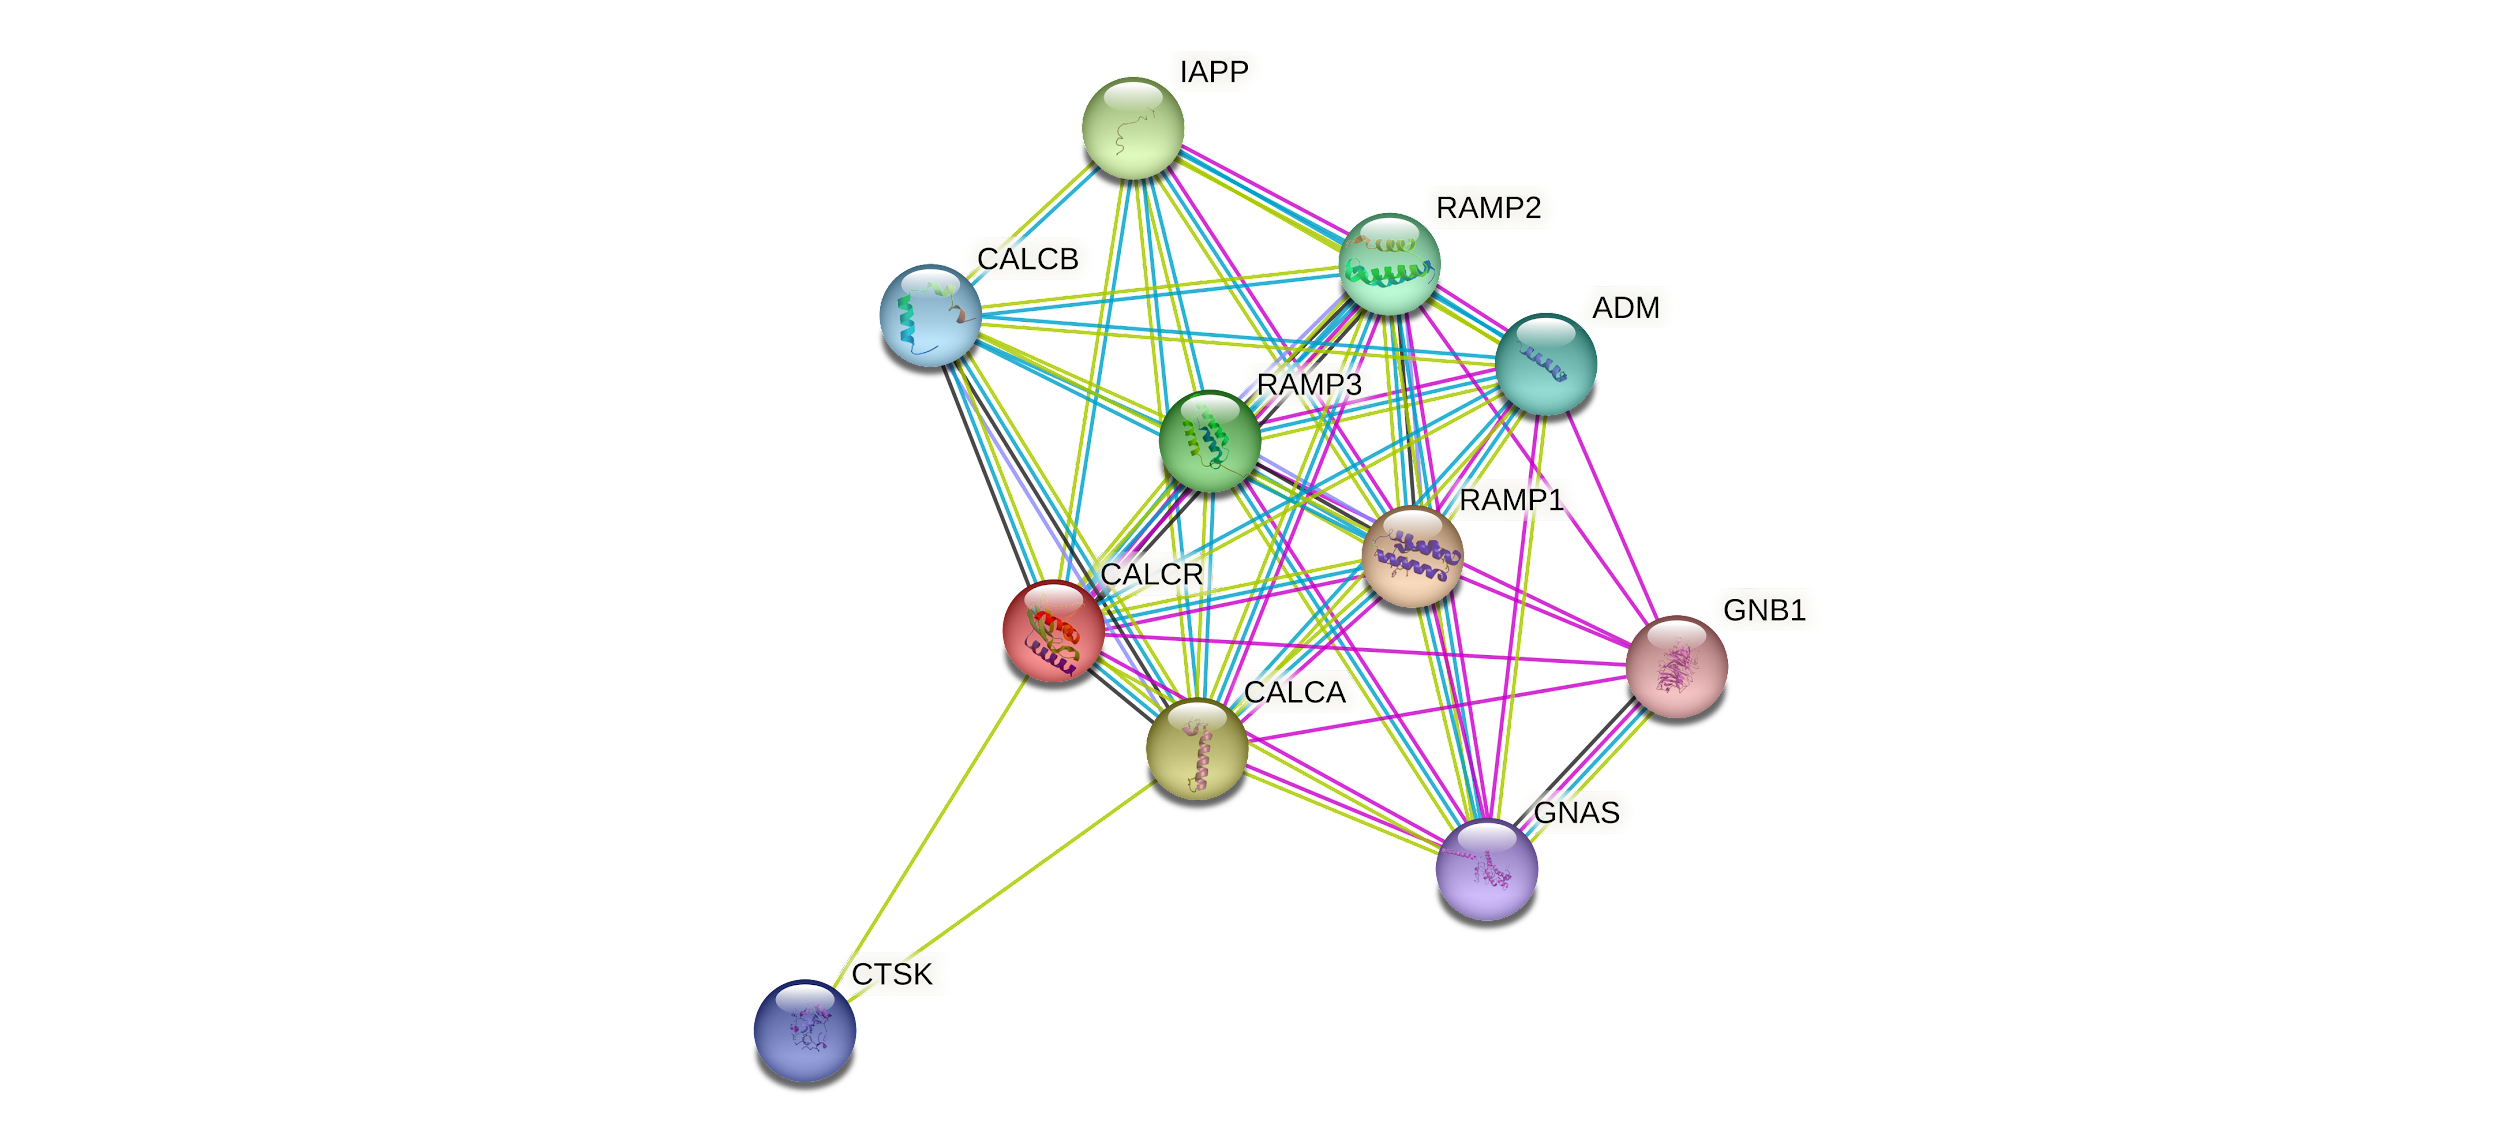 IAPP
RAMP2
CALCB
ADM
RAMP3
RAMP1
CALCR
GNB1
CALCA
GNAS
CTSK